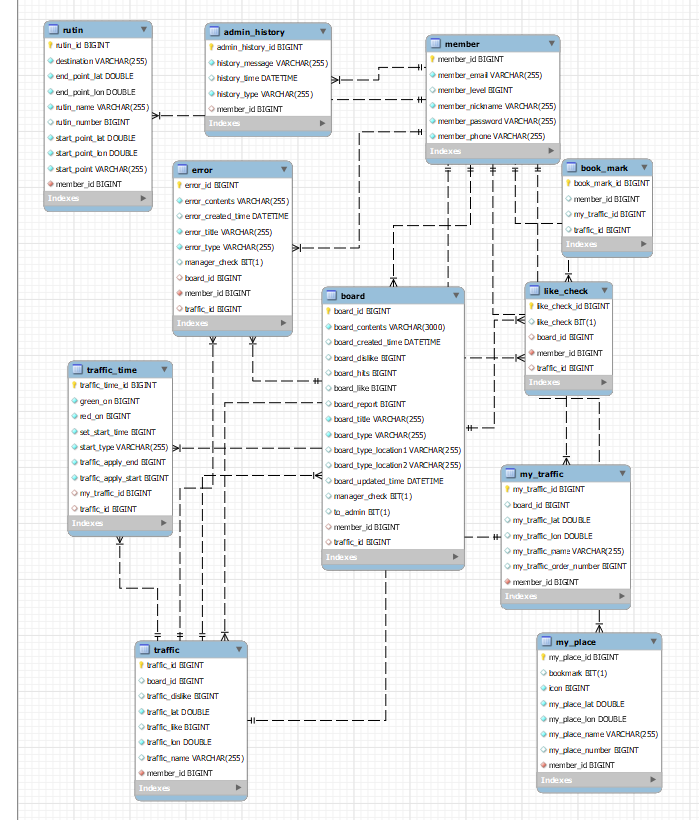 rutin
rutin_id BIGINT
destination VARCHAR(255)
end_point_lat DOUBLE
end_point_lon DOUBLE
rutin_name VARCHAR(255)
rutin_number BIGINT
start_point_lat DOUBLE
start_point_lon DOUBLE
start_point VARCHAR(255)
member_id BIGINT
Indexes
admin_history
admin_history_id BIGINT
history_message VARCHAR(255)
history_time DATETIME
history_type VARCHAR(255)
member_id BIGINT
Indexes
member
member_id BIGINT
member_email VARCHAR(255)
member_level BIGINT
member_nickname VARCHAR(255)
member_password VARCHAR(255)
member_phone VARCHAR(255)
Indexes
error
error_id BIGINT
error_contents VARCHAR(255)
error_created_time DATETIME
error_title VARCHAR(255)
error_type VARCHAR(255)
manager_check BIT(1)
board_id BIGINT
member_id BIGINT
traffic_id BIGINT
Indexes
book_mark
book_mark_id BIGINT
member_id BIGINT
my_traffic_id BIGINT
traffic_id BIGINT
Indexes
board
board_id BIGINT
board_contents VARCHAR(3000)
board_created_time DATETIME
board_dislike BIGINT
board_hits BIGINT
board_like BIGINT
board_report BIGINT
board_title VARCHAR(255)
board_type VARCHAR(255)
board_type_location1 VARCHAR(255)
board_type_location2 VARCHAR(255)
board_updated_time DATETIME
manager_check BIT(1)
to_admin BIT(1)
member_id BIGINT
traffic_id BIGINT
Indexes
like_check
like_check_id BIGINT
like_check BIT(1)
board_id BIGINT
member_id BIGINT
traffic_id BIGINT
Indexes
traffic_time
traffic_time_id BIGINT
green_on BIGINT
red_on BIGINT
set_start_time BIGINT
start_type VARCHAR(255)
traffic_apply_end BIGINT
traffic_apply_start BIGINT
my_traffic_id BIGINT
traffic_id BIGINT
Indexes
my_traffic
my_traffic_id BIGINT
board_id BIGINT
my_traffic_lat DOUBLE
my_traffic_lon DOUBLE
my_traffic_name VARCHAR(255)
my_traffic_order_number BIGINT
member_id BIGINT
Indexes
traffic
traffic_id BIGINT
board_id BIGINT
traffic_dislike BIGINT
traffic_lat DOUBLE
traffic_like BIGINT
traffic_lon DOUBLE
traffic_name VARCHAR(255)
member_id BIGINT
Indexes
my_place
my_place_id BIGINT
bookmark BIT(1)
icon BIGINT
my_place_lat DOUBLE
my_place_lon DOUBLE
my_place_name VARCHAR(255)
my_place_number BIGINT
member_id BIGINT
Indexes